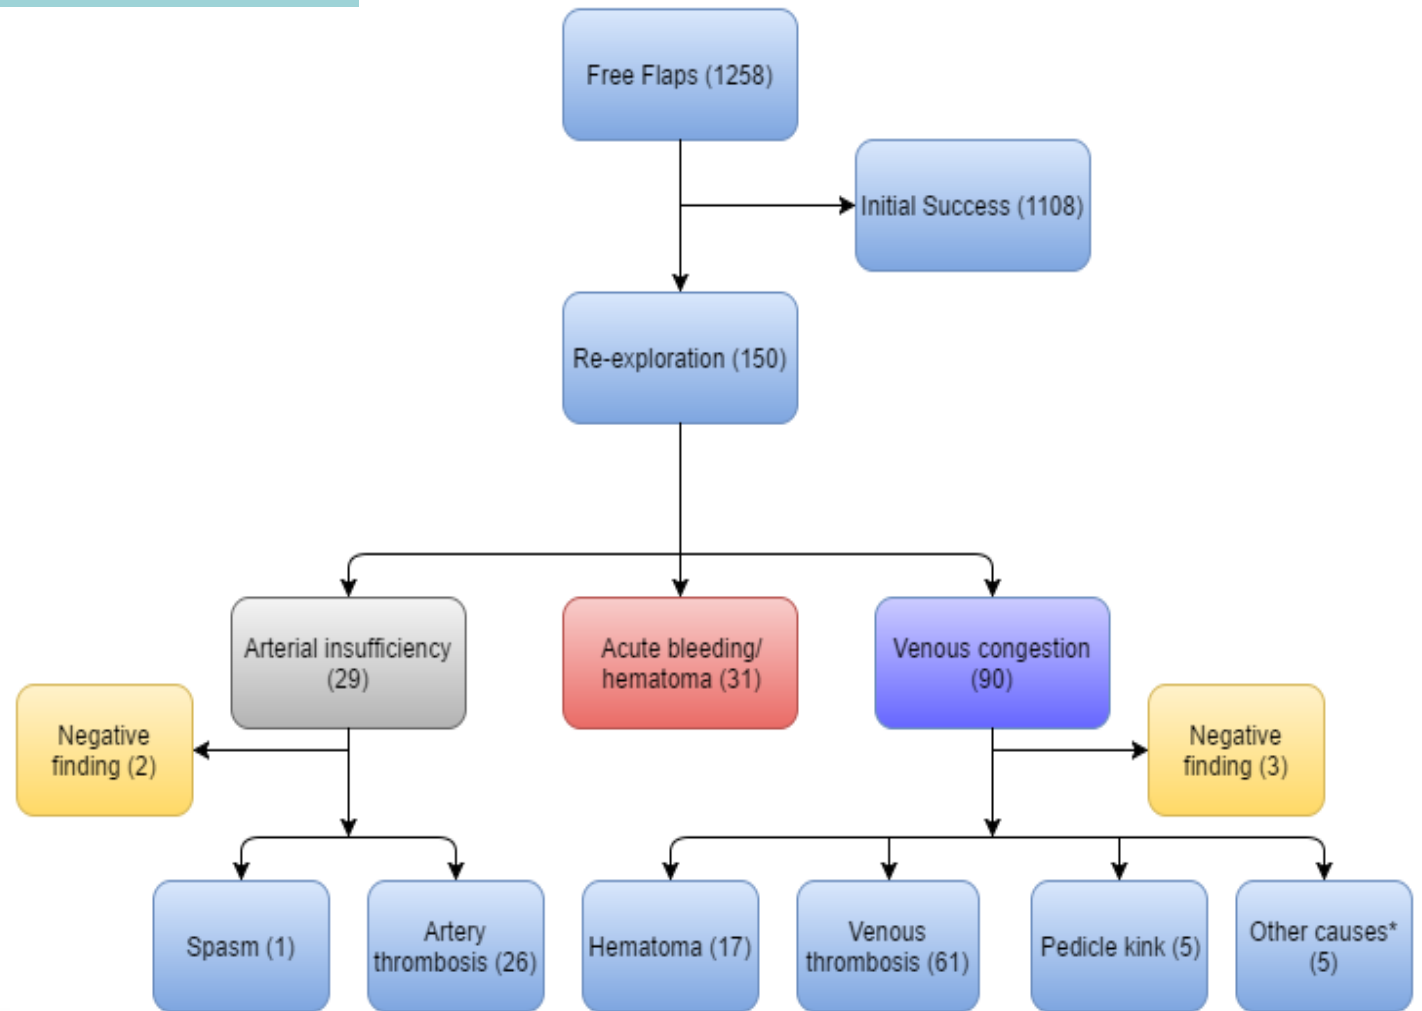 Free Flaps (1258)
Initial Success (1108)
Re-exploration (150)
Arterial insufficiency
(29)
Acute bleeding/
hematoma (31)
Venous congestion
(90)
Negative
finding (2)
Negative
finding (3)
Spasm (1)
Artery
thrombosis (26)
Hematoma (17)
Venous
thrombosis (61)
Pedicle kink (5)
Other causes*
(5)